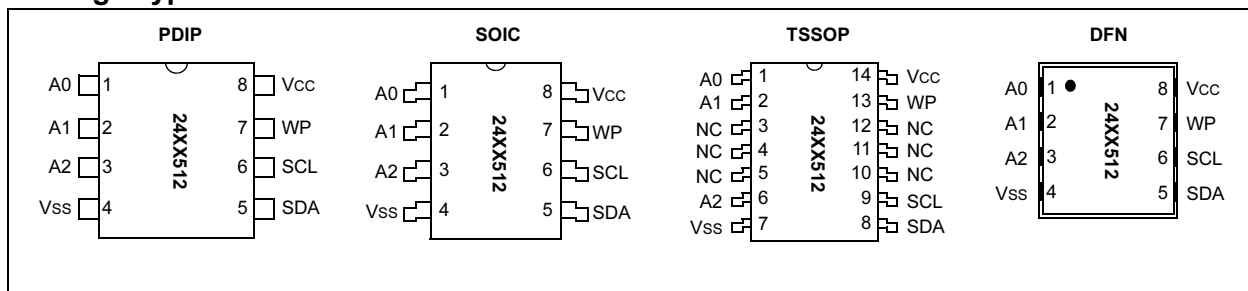 PDIP
A0 1 8 VCC
A1 2 7 WP
A2 3 6 SCL
VSS 4 5 SDA
24XX512
SOIC
A0 1 8 VCC
A1 2 7 WP
A2 3 6 SCL
VSS 4 5 SDA
24XX512
TSSOP
A0 1 14 VCC
A1 2 13 WP
NC 3 12 NC
NC 4 11 NC
NC 5 10 NC
A2 6 9 SCL
VSS 7 8 SDA
24XX512
DFN
A0 1 8 VCC
A1 2 7 WP
A2 3 6 SCL
VSS 4 5 SDA
24XX512